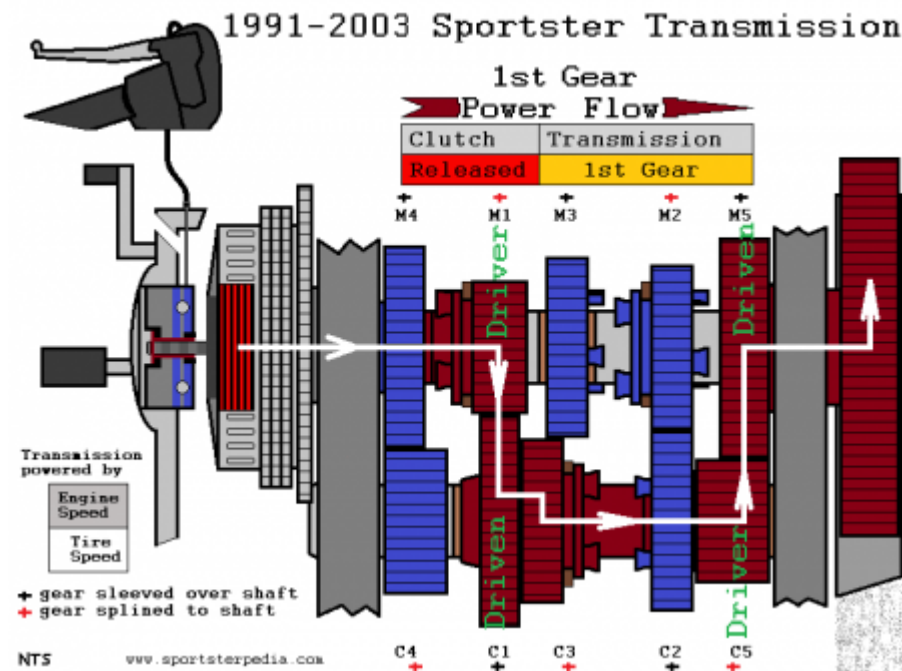 1991-2003 Sportster Transmission
1st Gear
Power Flow
Clutch Transmission
Released 1st Gear
M4 M1 M3 M2 M5
Driver Driven
Transmission
powered by
Engine
Speed
Tire
Speed
Driven Driver
+ gear sleeved over shaft
+ gear splined to shaft
NTS www.sportsterpedia.com
C4 C1 C3 C2 C5